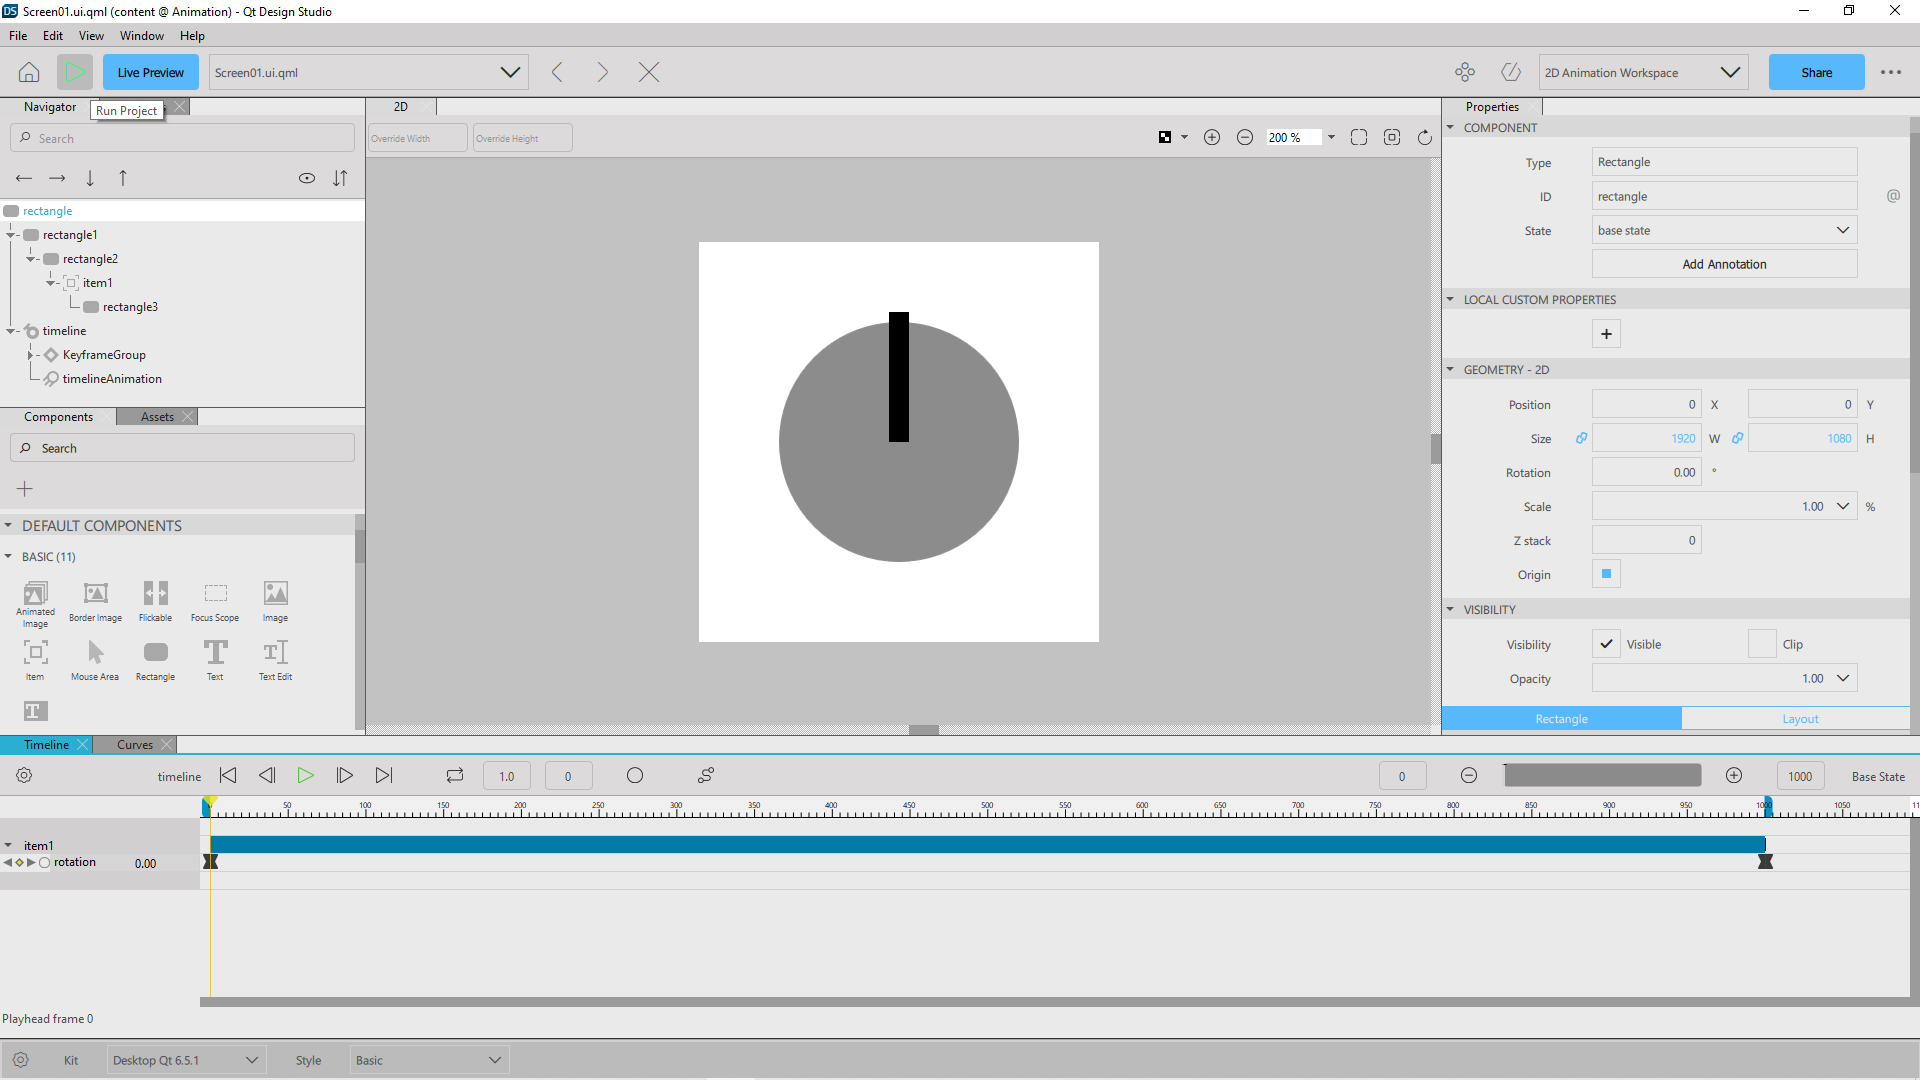 DS Screen01.ui.qml (content @ Animation) - Qt Design Studio
File Edit View Window Help
Live Preview
Screen01.ui.qml
2D Animation Workspace
Share
Navigator
Run Project
2D
Properties
Search
Override Width
Override Height
200 %
COMPONENT
Type
Rectangle
ID
rectangle
@
State
base state
Add Annotation
rectangle
rectangle1
rectangle2
item1
rectangle3
timeline
KeyframeGroup
timelineAnimation
LOCAL CUSTOM PROPERTIES
GEOMETRY - 2D
Position
0
X
0
Y
Size
1920
W
1080
H
Rotation
0.00
°
Scale
1.00
%
Z stack
0
Origin
VISIBILITY
Visibility
Visible
Clip
Opacity
1.00
Rectangle
Layout
Components
Assets
Search
DEFAULT COMPONENTS
BASIC (11)
Animated
Image
Border Image
Flickable
Focus Scope
Image
Item
Mouse Area
Rectangle
Text
Text Edit
Timeline
Curves
timeline
1.0
0
0
1000
Base State
50 100 150 200 250 300 350 400 450 500 550 600 650 700 750 800 850 900 950 1000 1050 11
item1
rotation
0.00
Playhead frame 0
Kit
Desktop Qt 6.5.1
Style
Basic